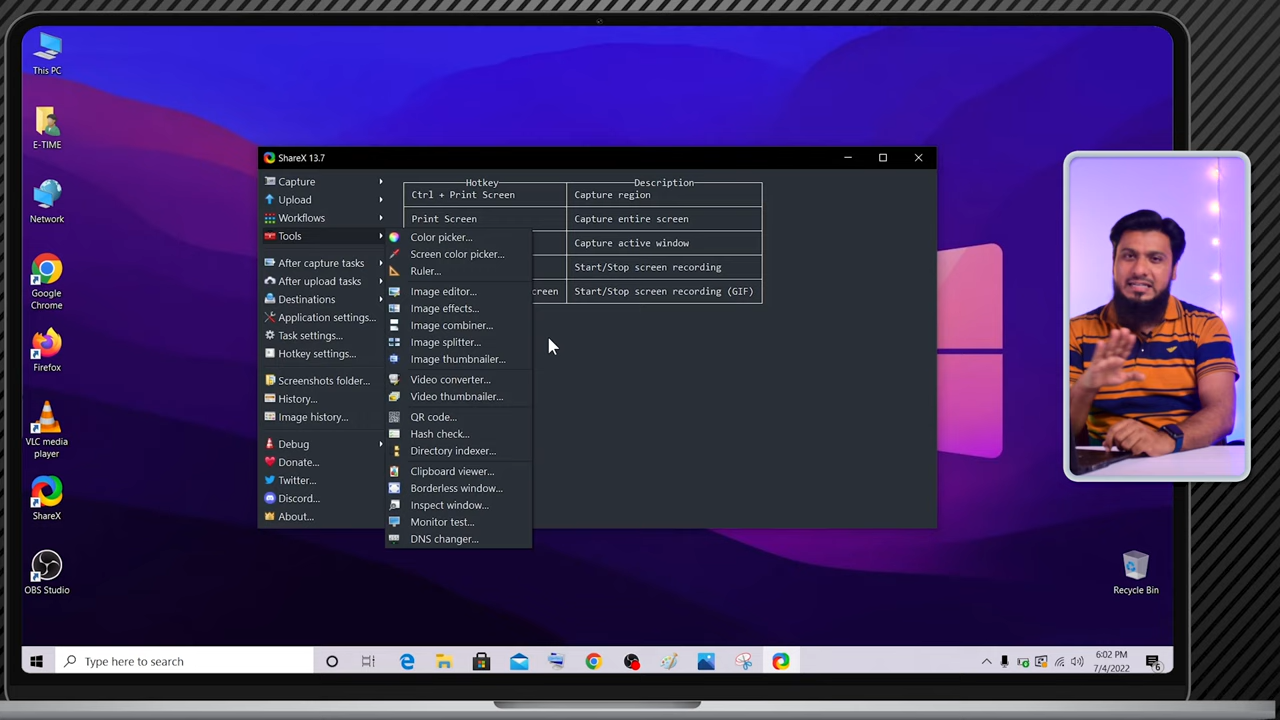 This PC
E-TIME
Network
Google
Chrome
Firefox
VLC media
player
ShareX
OBS Studio
ShareX 13.7
Capture
Upload
Workflows
Tools
After capture tasks
After upload tasks
Destinations
Application settings...
Task settings...
Hotkey settings...
Screenshots folder...
History...
Image history...
Debug
Donate...
Twitter...
Discord...
About...
Color picker...
Screen color picker...
Ruler...
Image editor...
Image effects...
Image combiner...
Image splitter...
Image thumbnailer...
Video converter...
Video thumbnailer...
QR code...
Hash check...
Directory indexer...
Clipboard viewer...
Borderless window...
Inspect window...
Monitor test...
DNS changer...
Hotkey Description
Ctrl + Print Screen Capture region
Print Screen Capture entire screen
Capture active window
Start/Stop screen recording
creen Start/Stop screen recording (GIF)
Recycle Bin
Type here to search
6:02 PM
7/4/2022
6